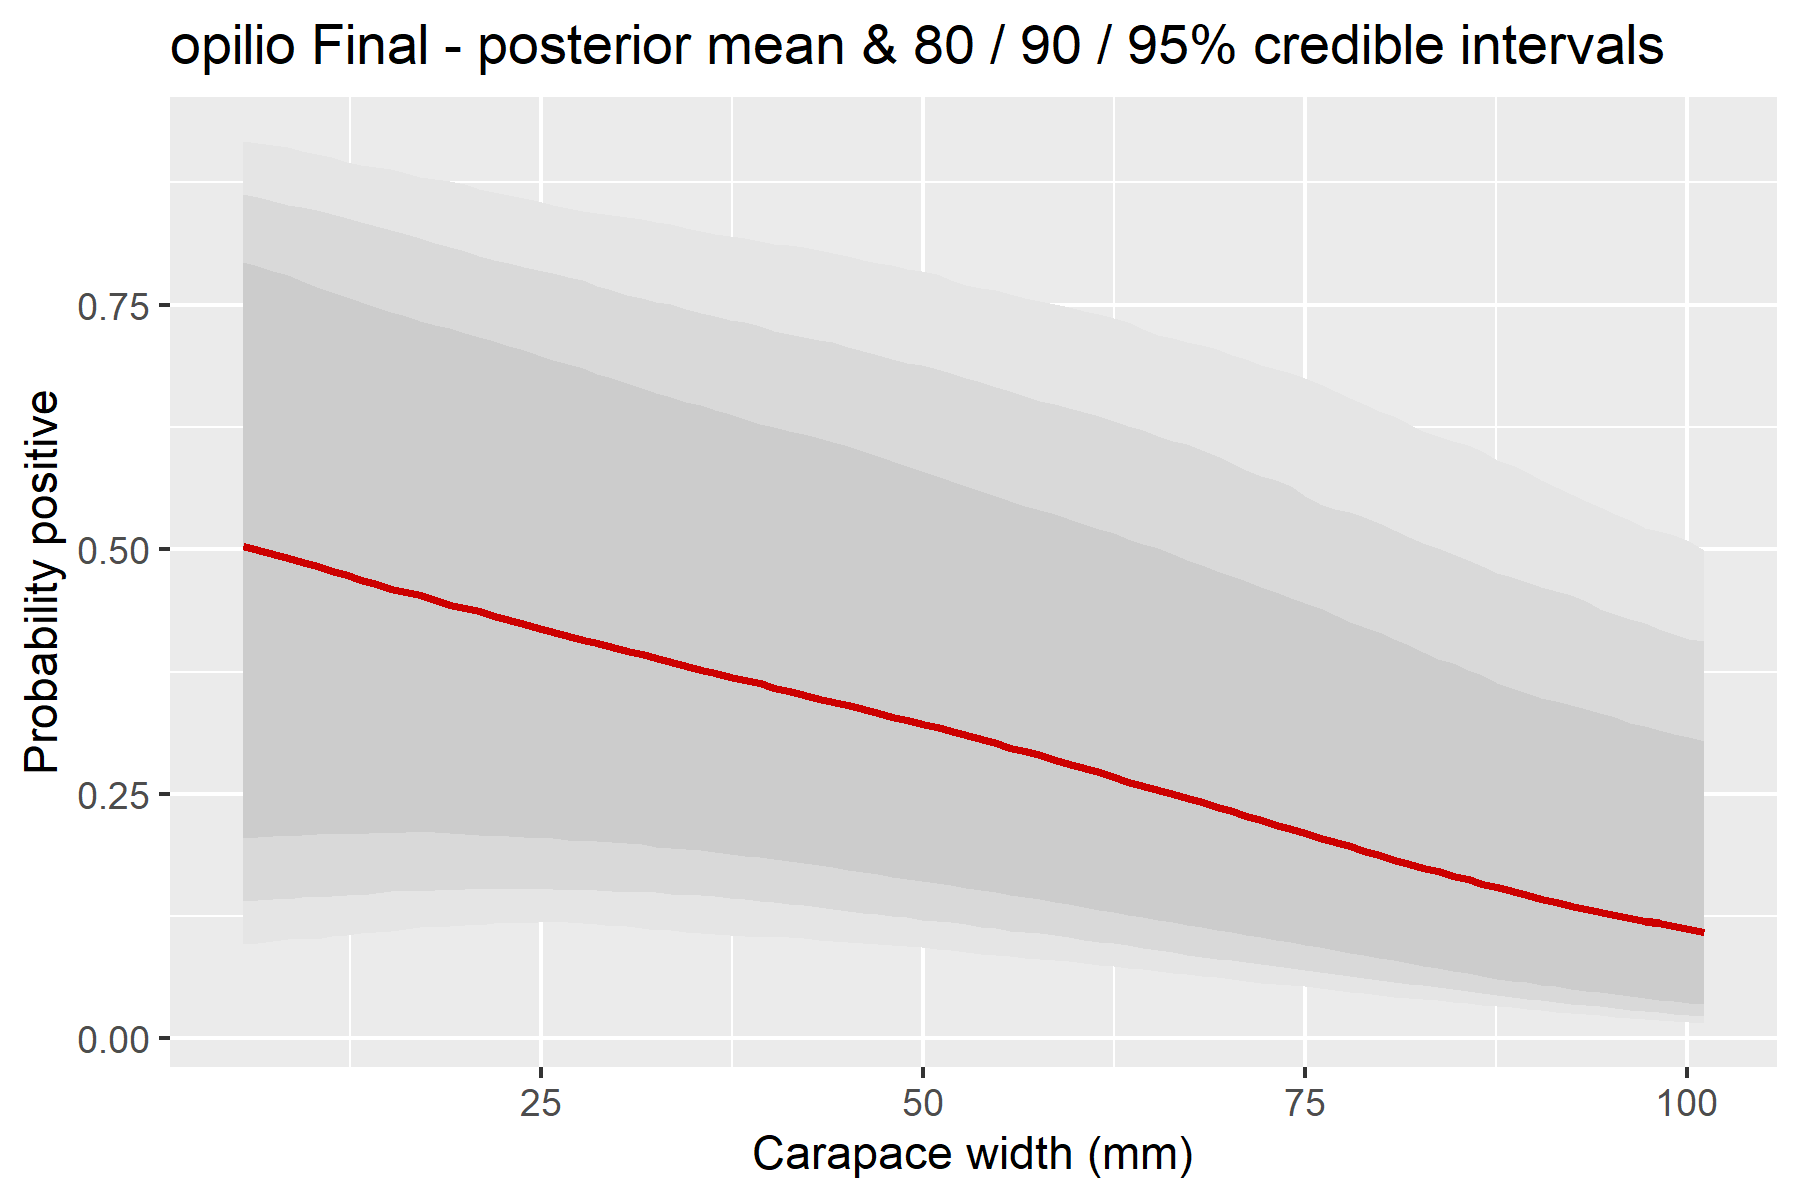 opilio Final - posterior mean & 80 / 90 / 95% credible intervals
Probability positive
0.75
0.50
0.25
0.00
25 50 75 100
Carapace width (mm)